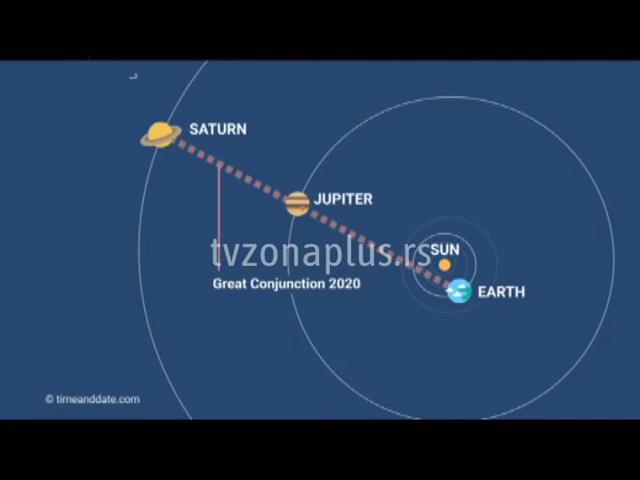 SATURN
JUPITER
tvzonaplus.rs
SUN
Great Conjunction 2020
EARTH
© timeanddate.com